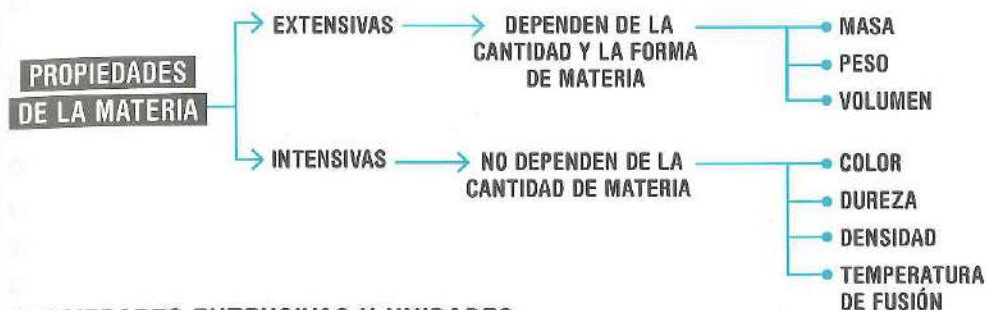 PROPIEDADES
DE LA MATERIA
EXTENSIVAS
DEPENDEN DE LA
CANTIDAD Y LA FORMA
DE MATERIA
MASA
PESO
VOLUMEN
INTENSIVAS
NO DEPENDEN DE LA
CANTIDAD DE MATERIA
COLOR
DUREZA
DENSIDAD
TEMPERATURA
DE FUSIÓN